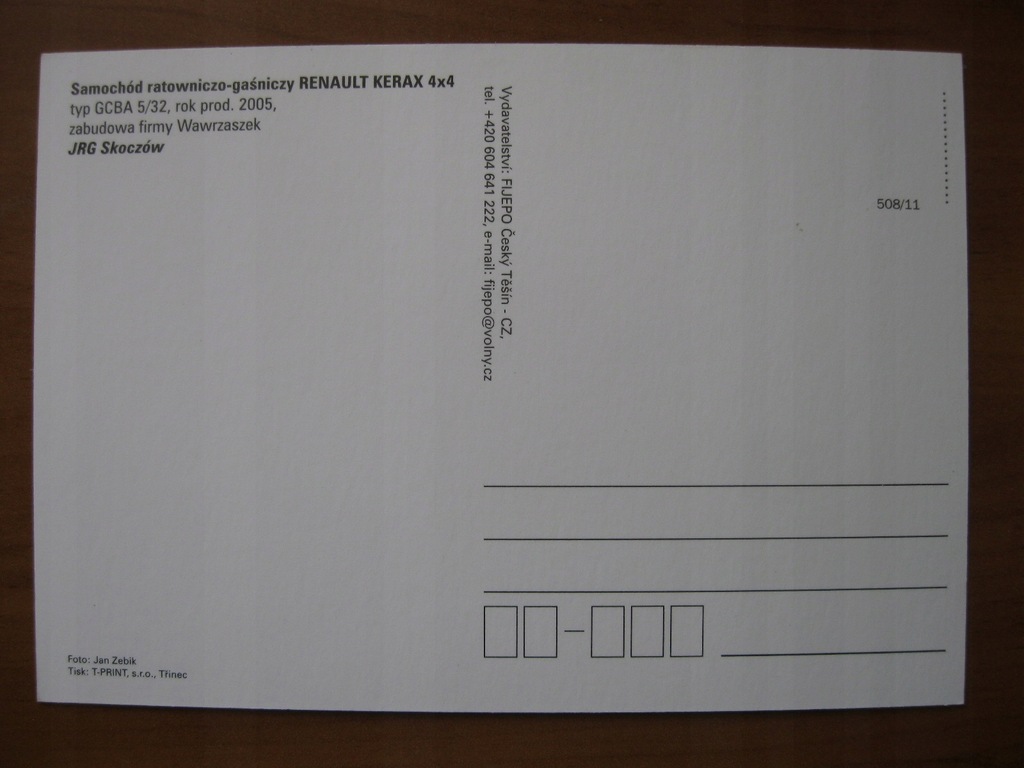 Samochód ratowniczo-gaśniczy RENAULT KERAX 4x4
typ GCBA 5/32, rok prod. 2005,
zabudowa firmy Wawrzaszek
JRG Skoczów
Vydavatelství: FIJEPO Český Těšín - CZ,
tel. +420 604 641 222, e-mail: fijepo@volny.cz
508/11
Foto: Jan Zebik
Tisk: T-PRINT, s.r.o., Třinec